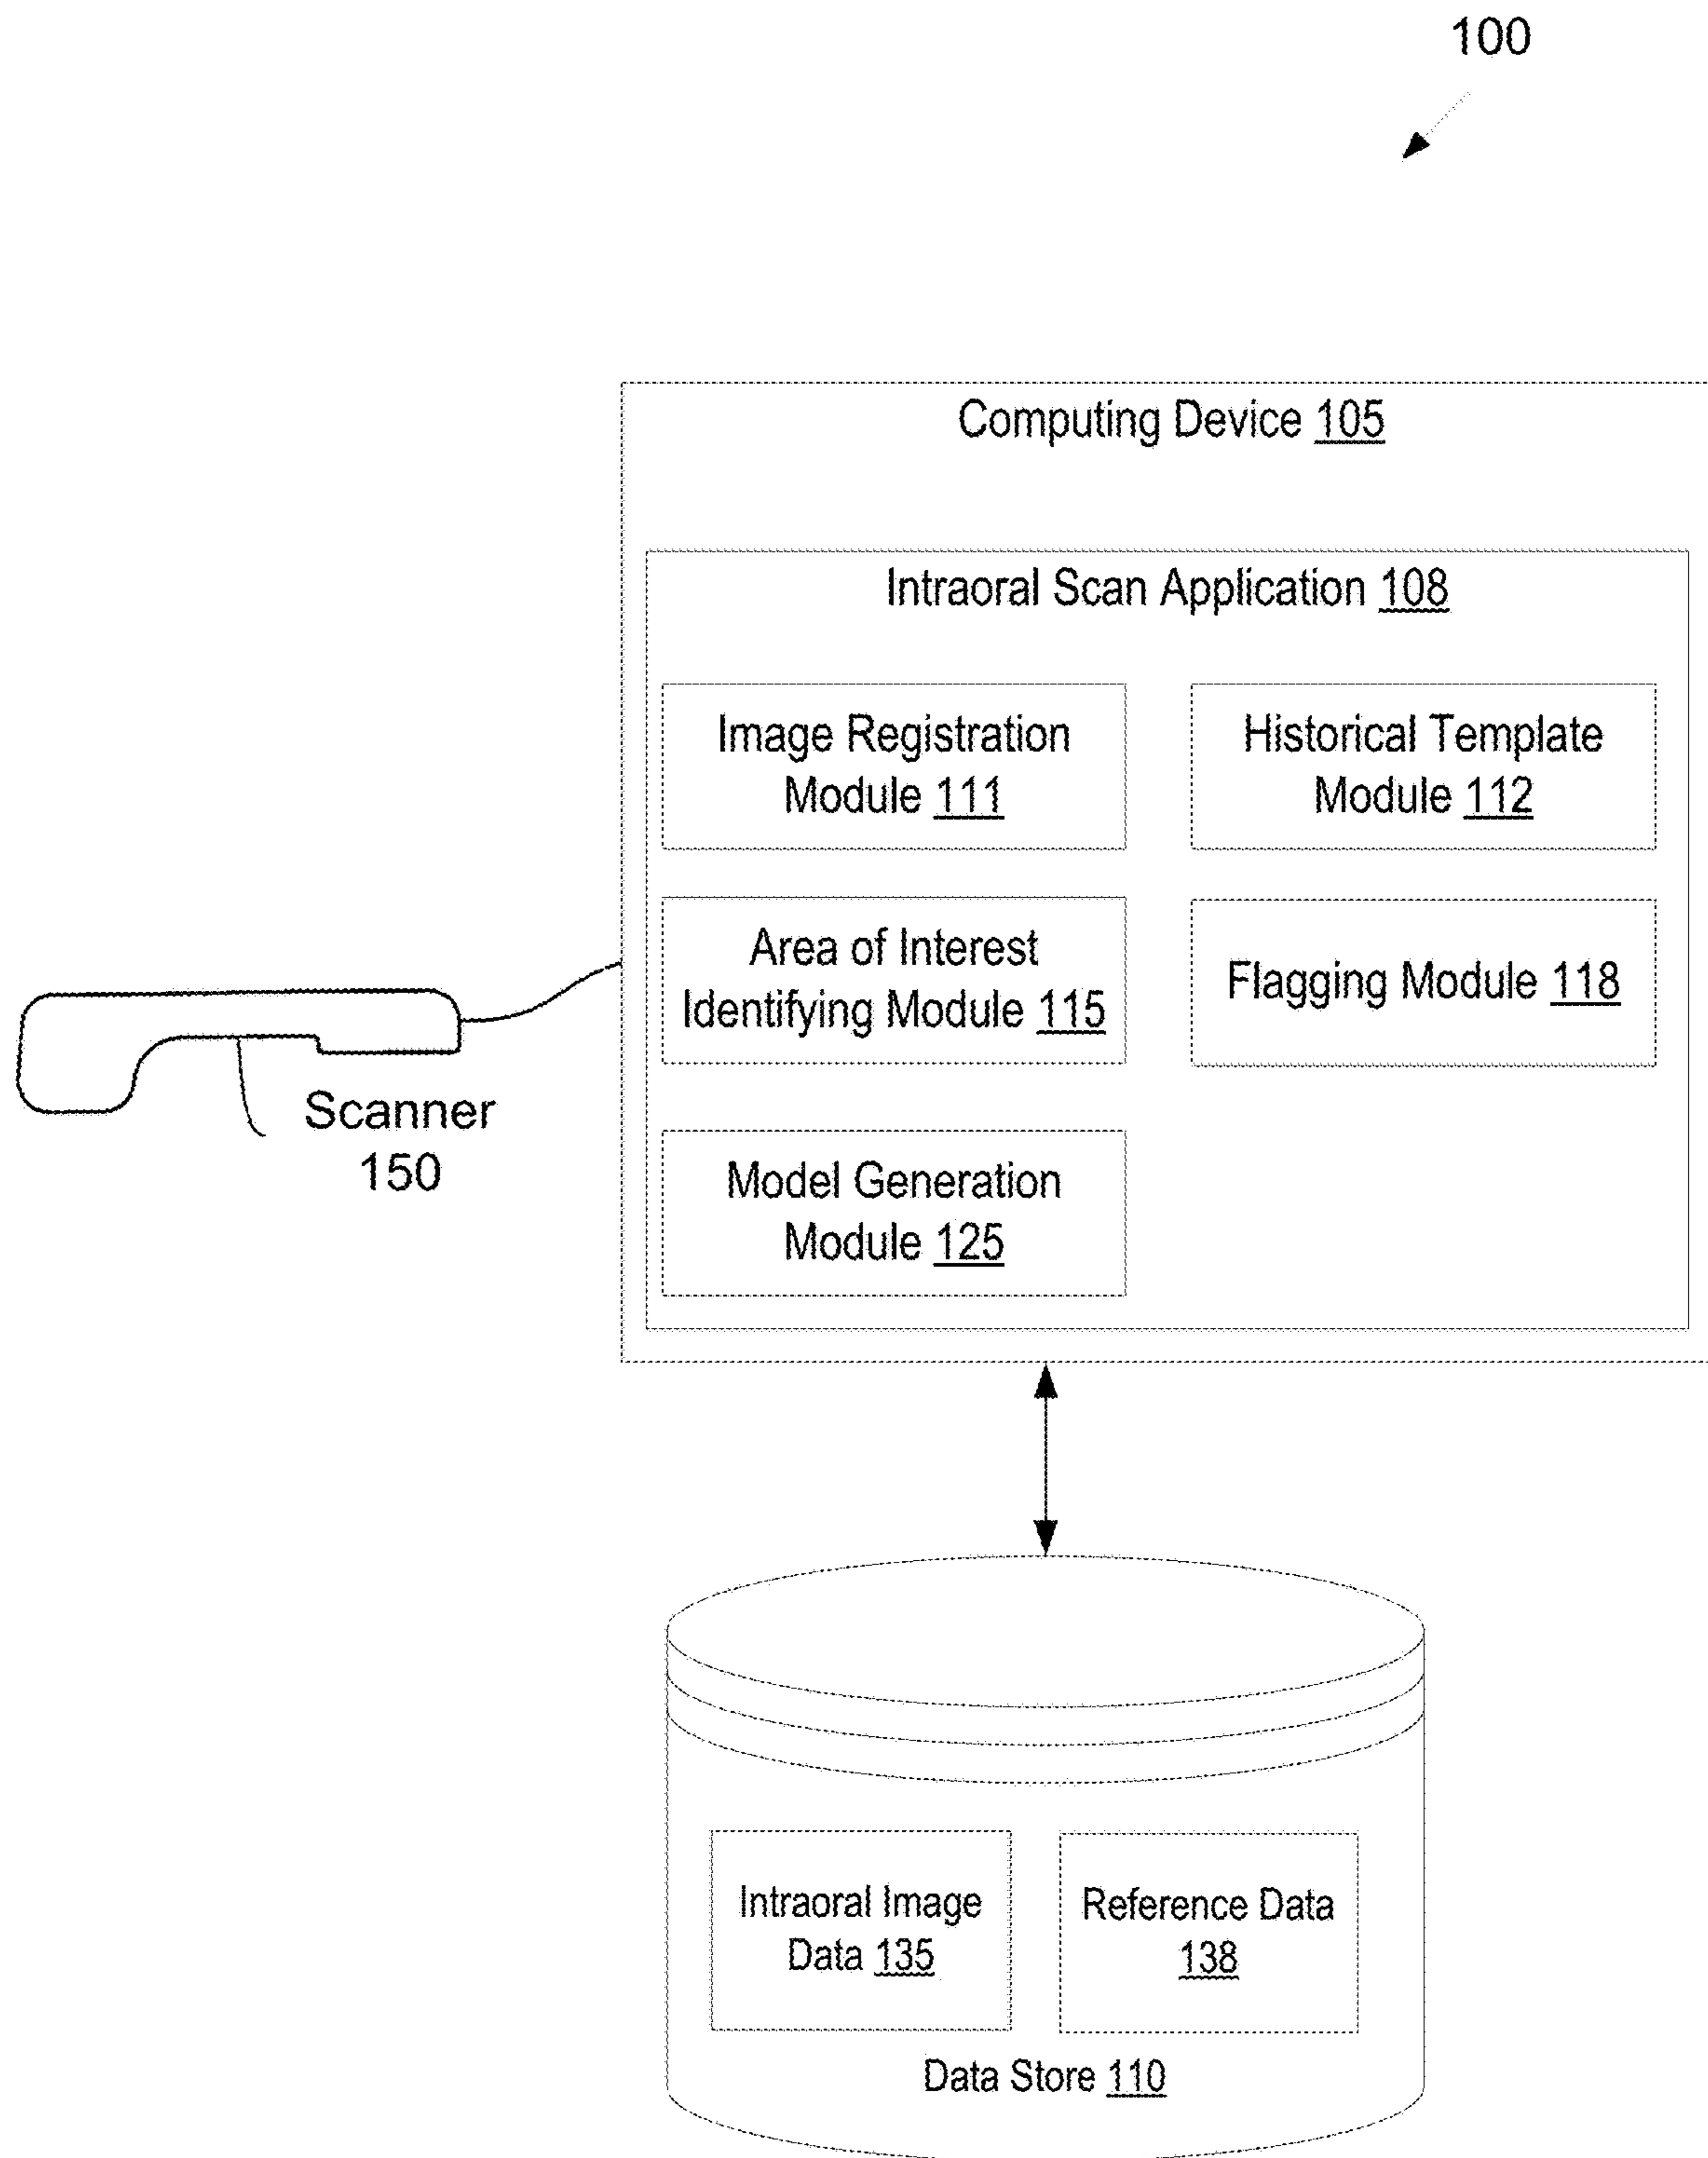 100
Computing Device 105
Intraoral Scan Application 108
Image Registration
Module 111
Historical Template
Module 112
Area of Interest
Identifying Module 115
Flagging Module 118
Scanner
150
Model Generation
Module 125
Intraoral Image
Data 135
Reference Data
138
Data Store 110